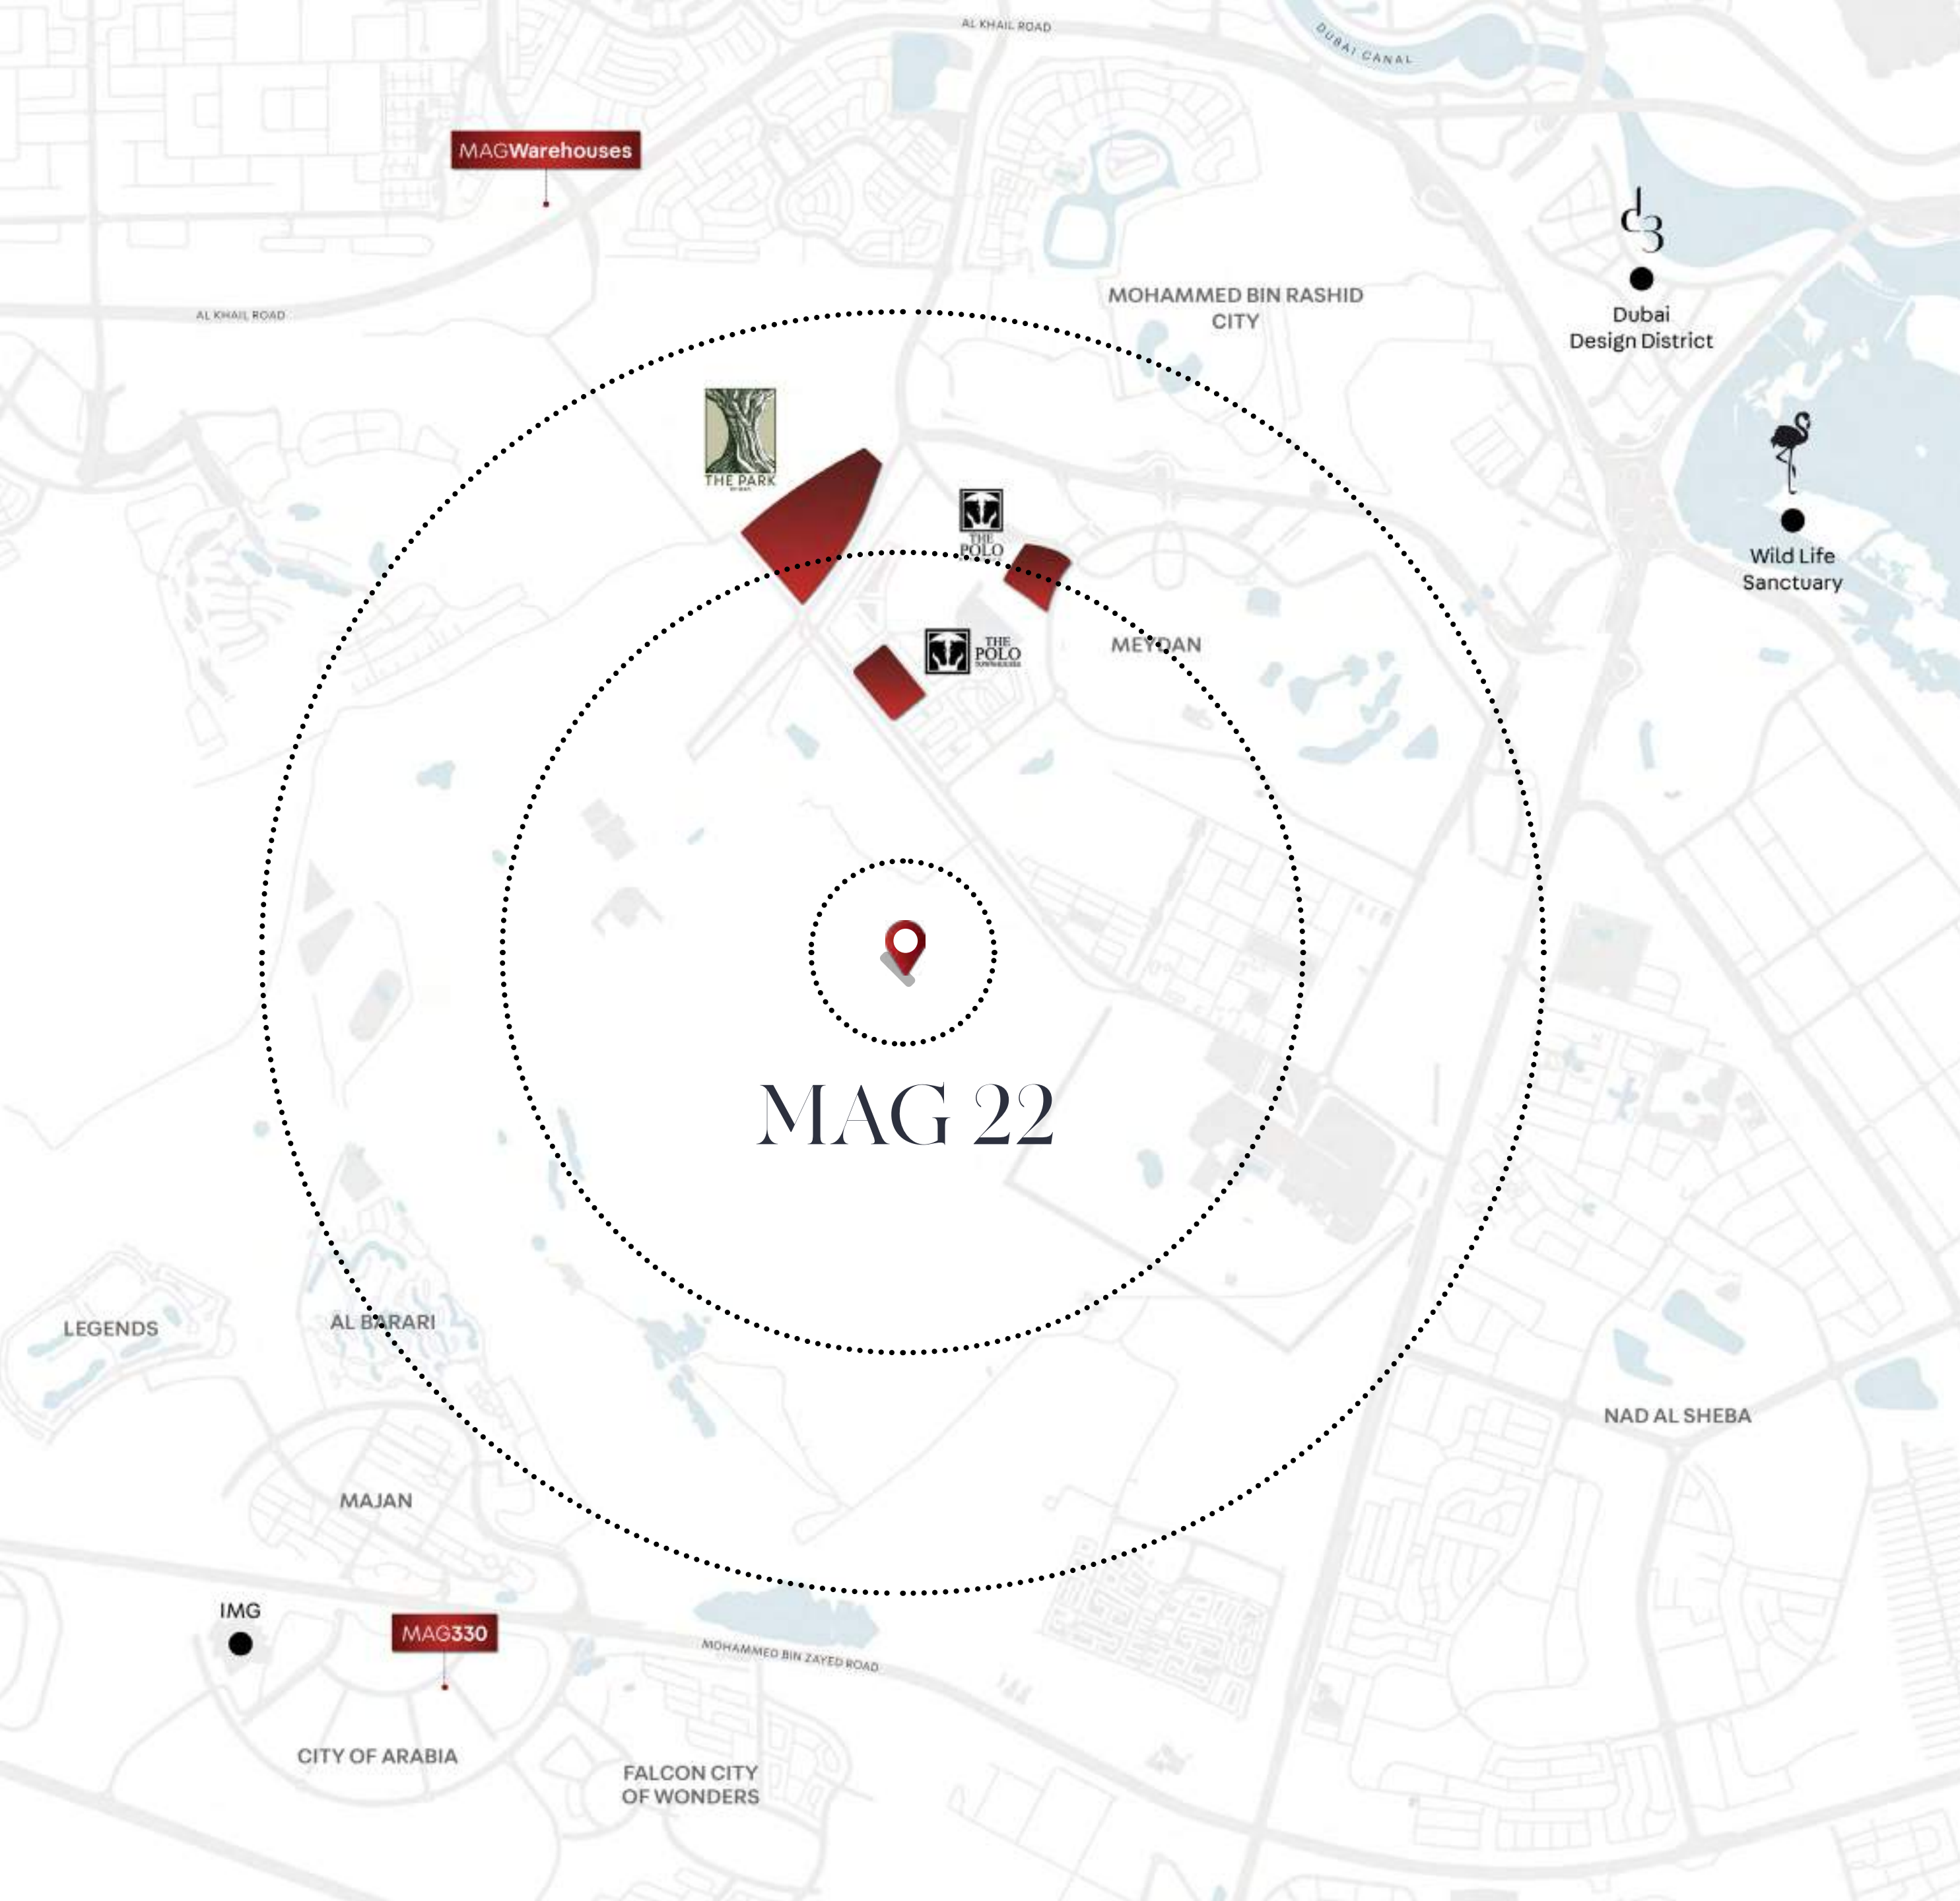 AL KHAIL ROAD
DUBAI CANAL
MAGWarehouses
d3
Dubai
Design District
MOHAMMED BIN RASHID
CITY
AL KHAIL ROAD
THE PARK
THE
POLO
Wild Life
Sanctuary
THE
POLO
TOWNHOUSES
MEYDAN
MAG 22
LEGENDS
AL BARARI
NAD AL SHEBA
MAJAN
IMG
MAG330
MOHAMMED BIN ZAYED ROAD
CITY OF ARABIA
FALCON CITY
OF WONDERS